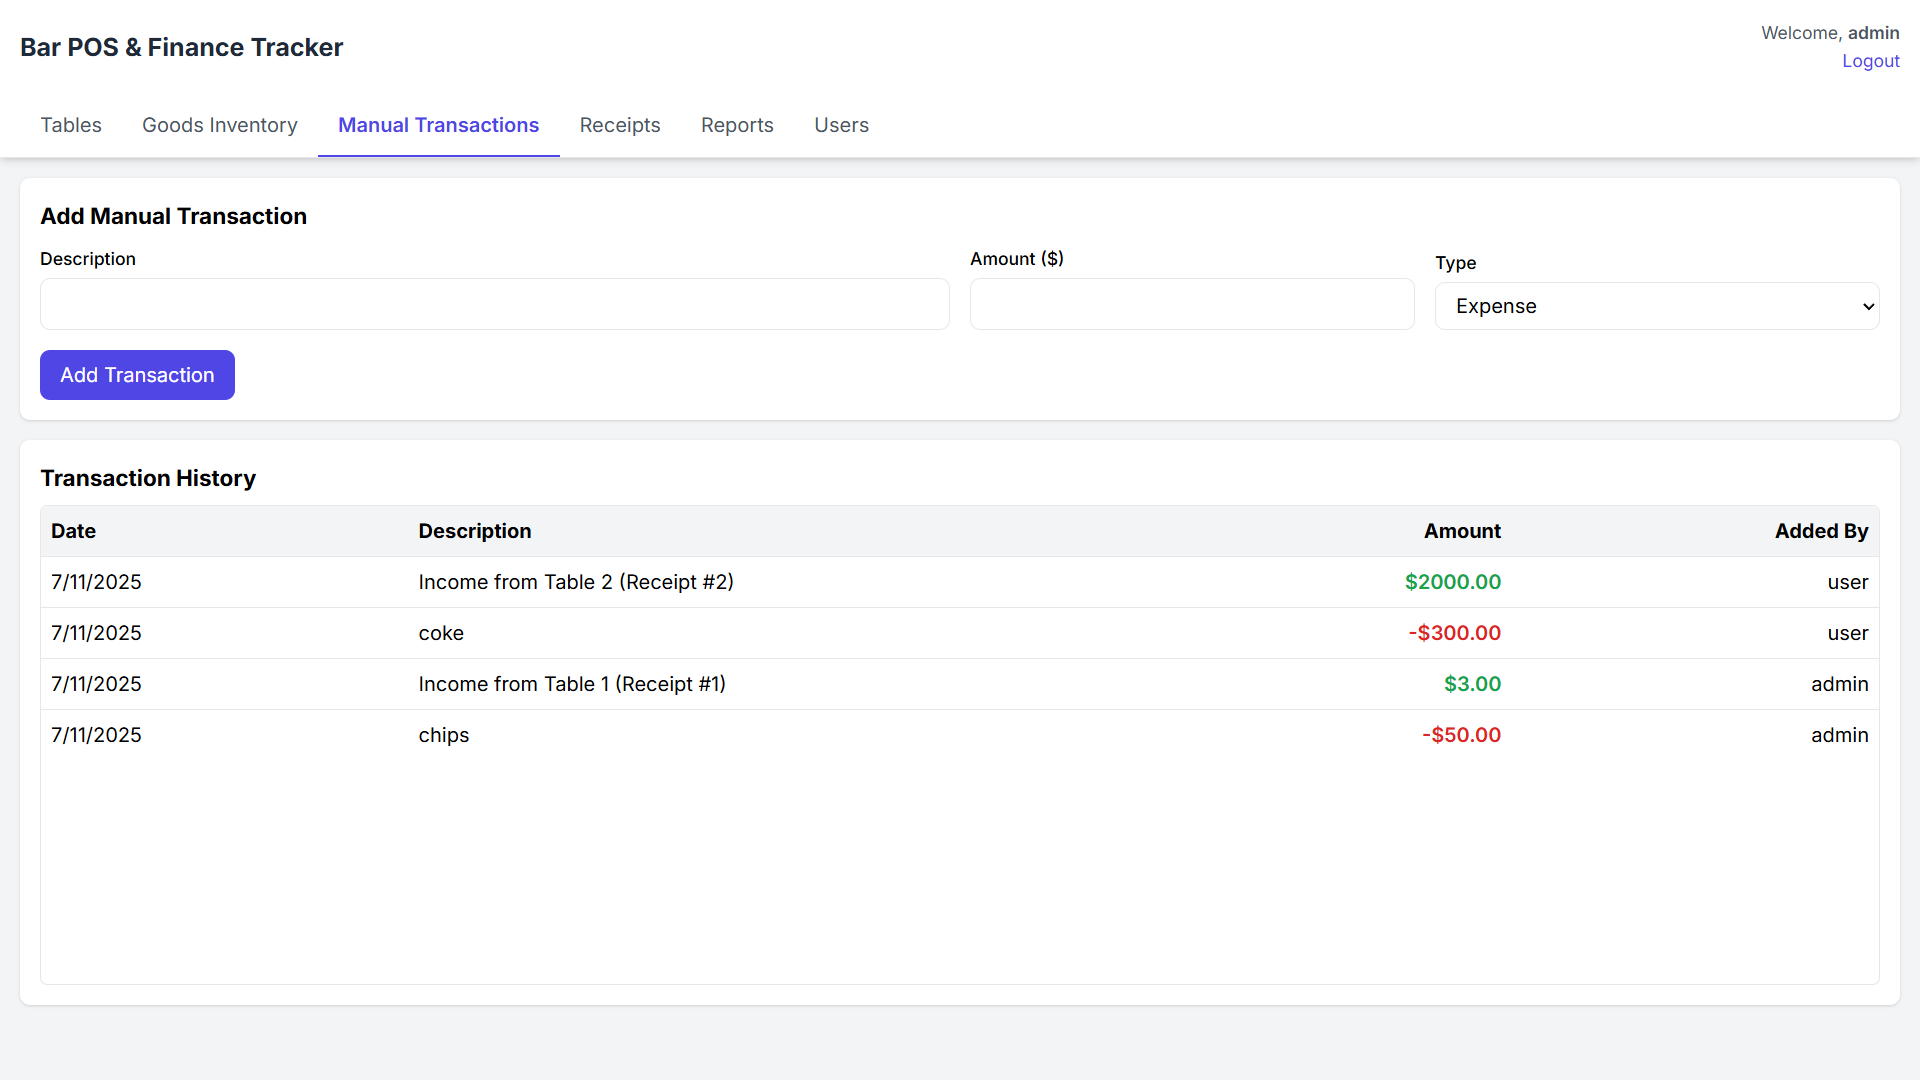 Bar POS & Finance Tracker
Welcome, admin
Logout
Tables Goods Inventory Manual Transactions Receipts Reports Users
Add Manual Transaction
Description Amount ($) Type
Expense
Add Transaction
Transaction History
Date Description Amount Added By
7/11/2025 Income from Table 2 (Receipt #2) $2000.00 user
7/11/2025 coke -$300.00 user
7/11/2025 Income from Table 1 (Receipt #1) $3.00 admin
7/11/2025 chips -$50.00 admin